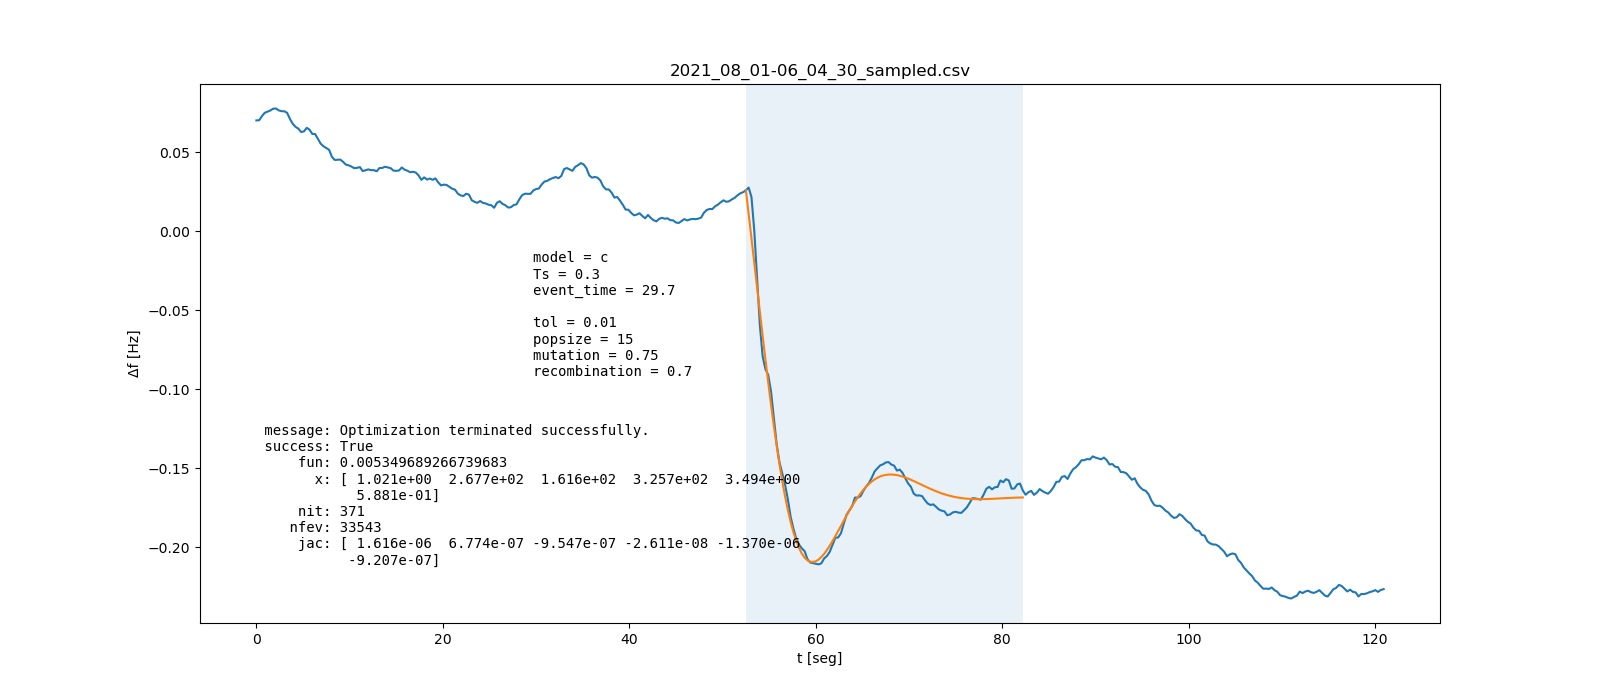 2021_08_01-06_04_30_sampled.csv
0.05
0.00
−0.05
−0.10
−0.15
−0.20
Δf [Hz]
model = c
Ts = 0.3
event_time = 29.7
tol = 0.01
popsize = 15
mutation = 0.75
recombination = 0.7
message: Optimization terminated successfully.
success: True
fun: 0.005349689266739683
x: [ 1.021e+00  2.677e+02  1.616e+02  3.257e+02  3.494e+00
5.881e-01]
nit: 371
nfev: 33543
jac: [ 1.616e-06  6.774e-07 -9.547e-07 -2.611e-08 -1.370e-06
-9.207e-07]
0 20 40 60 80 100 120
t [seg]